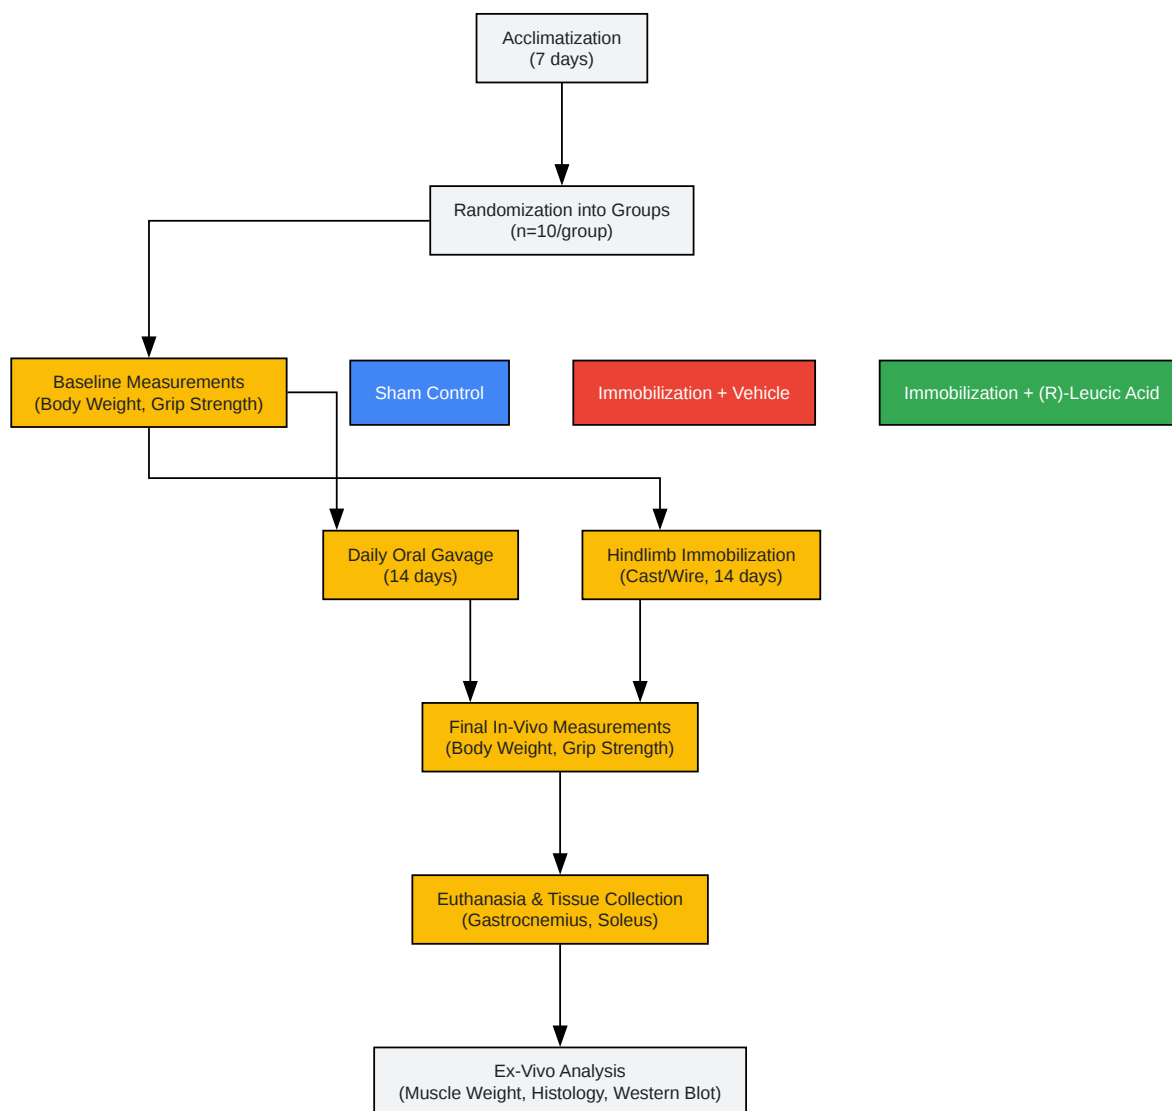 Acclimatization
(7 days)
Randomization into Groups
(n=10/group)
Baseline Measurements
(Body Weight, Grip Strength)
Sham Control
Immobilization + Vehicle
Immobilization + (R)-Leucic Acid
Daily Oral Gavage
(14 days)
Hindlimb Immobilization
(Cast/Wire, 14 days)
Final In-Vivo Measurements
(Body Weight, Grip Strength)
Euthanasia & Tissue Collection
(Gastrocnemius, Soleus)
Ex-Vivo Analysis
(Muscle Weight, Histology, Western Blot)